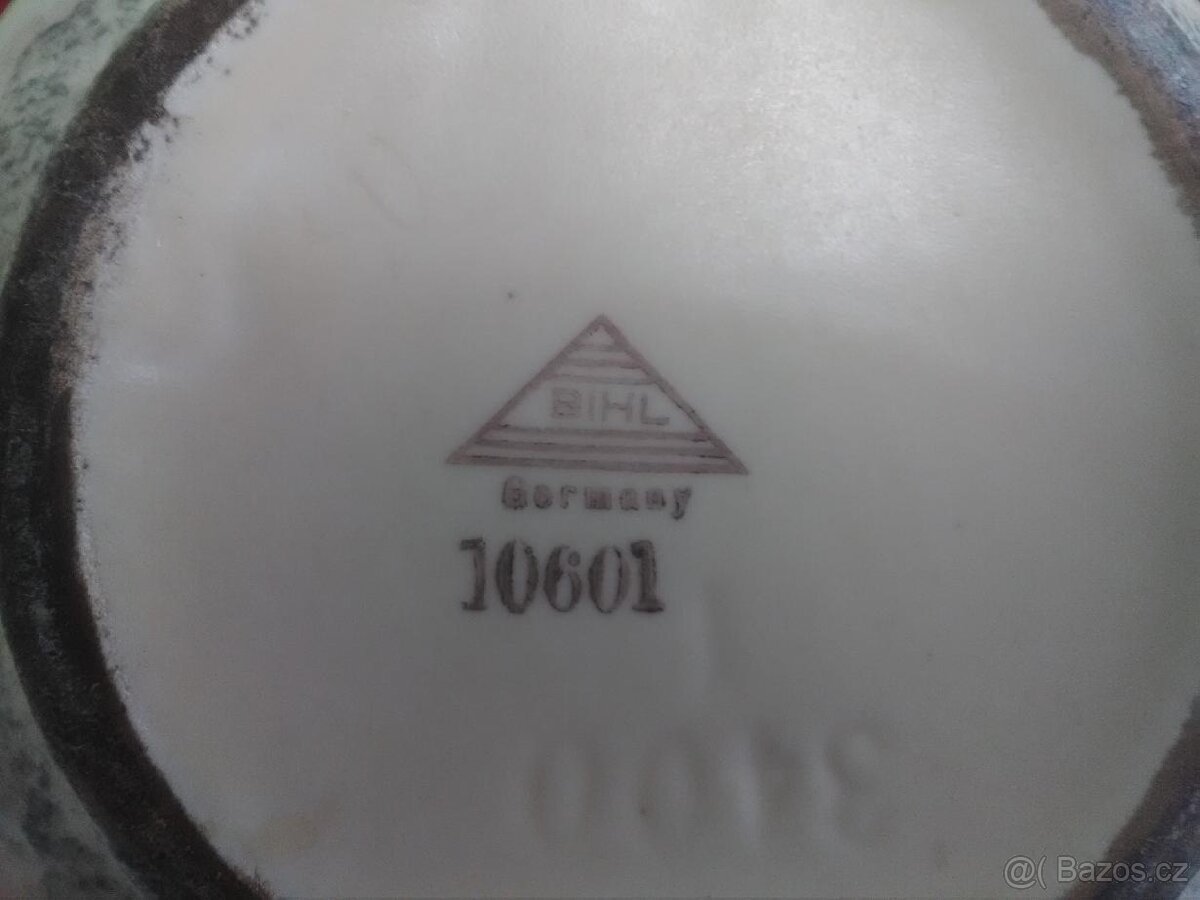 BIHL
Germany
10601
@( Bazos.cz